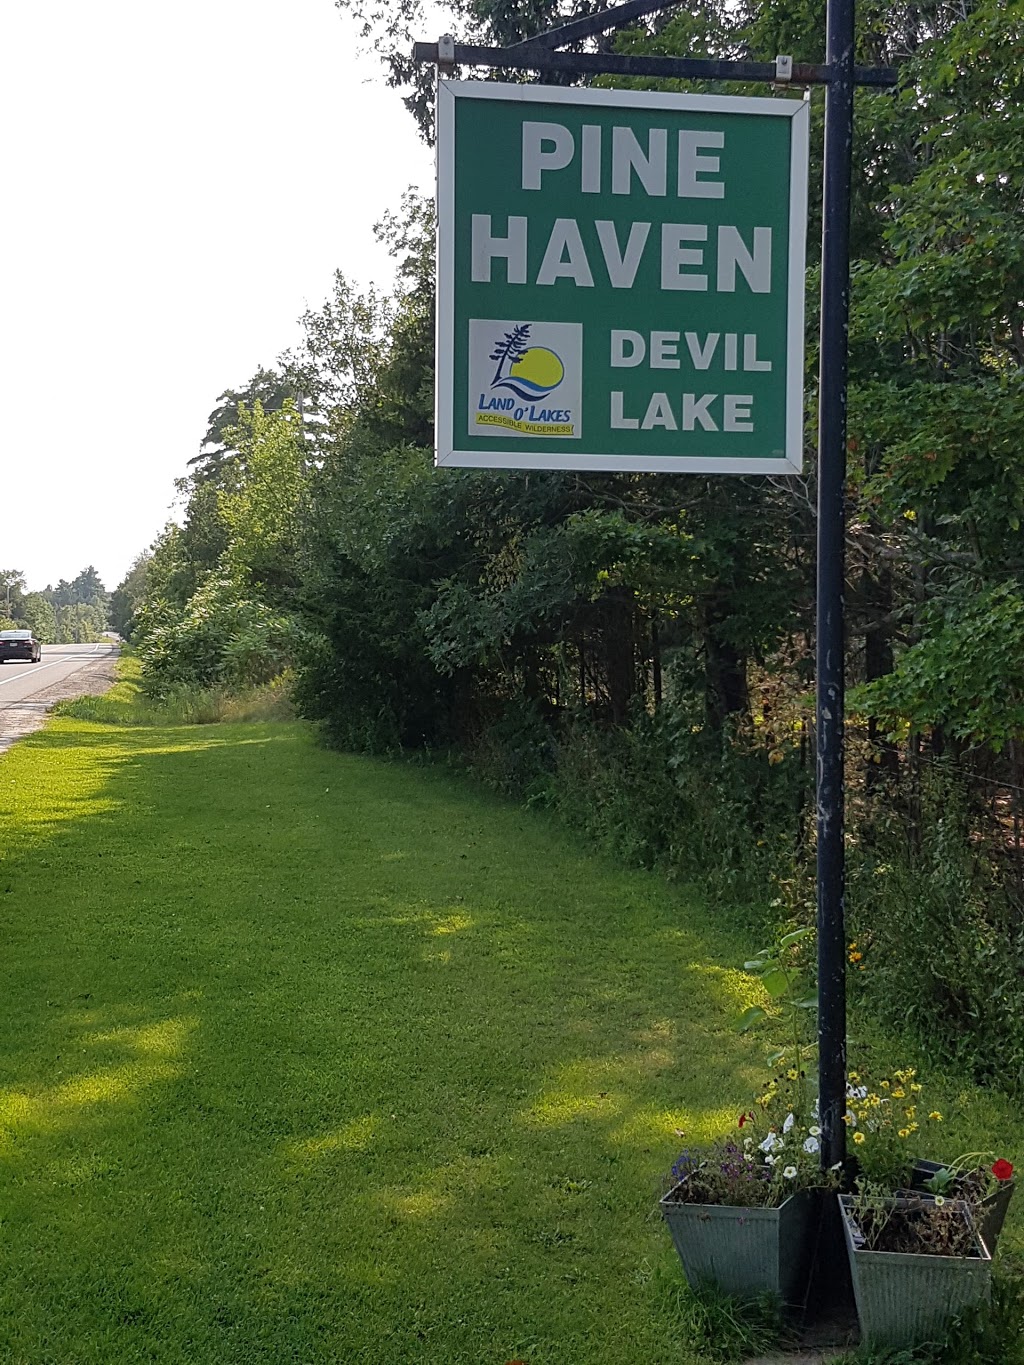 PINE
HAVEN
DEVIL
LAKE
LAND
O'LAKES
ACCESSIBLE WILDERNESS